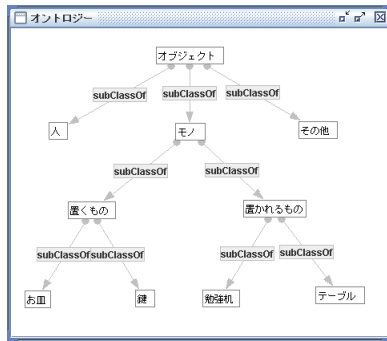 オントロジー
オブジェクト
subClassOf subClassOf subClassOf
人 モノ その他
subClassOf subClassOf
置くもの 置かれるもの
subClassOf subClassOf subClassOf subClassOf
お皿 鍵 勉強机 テーブル